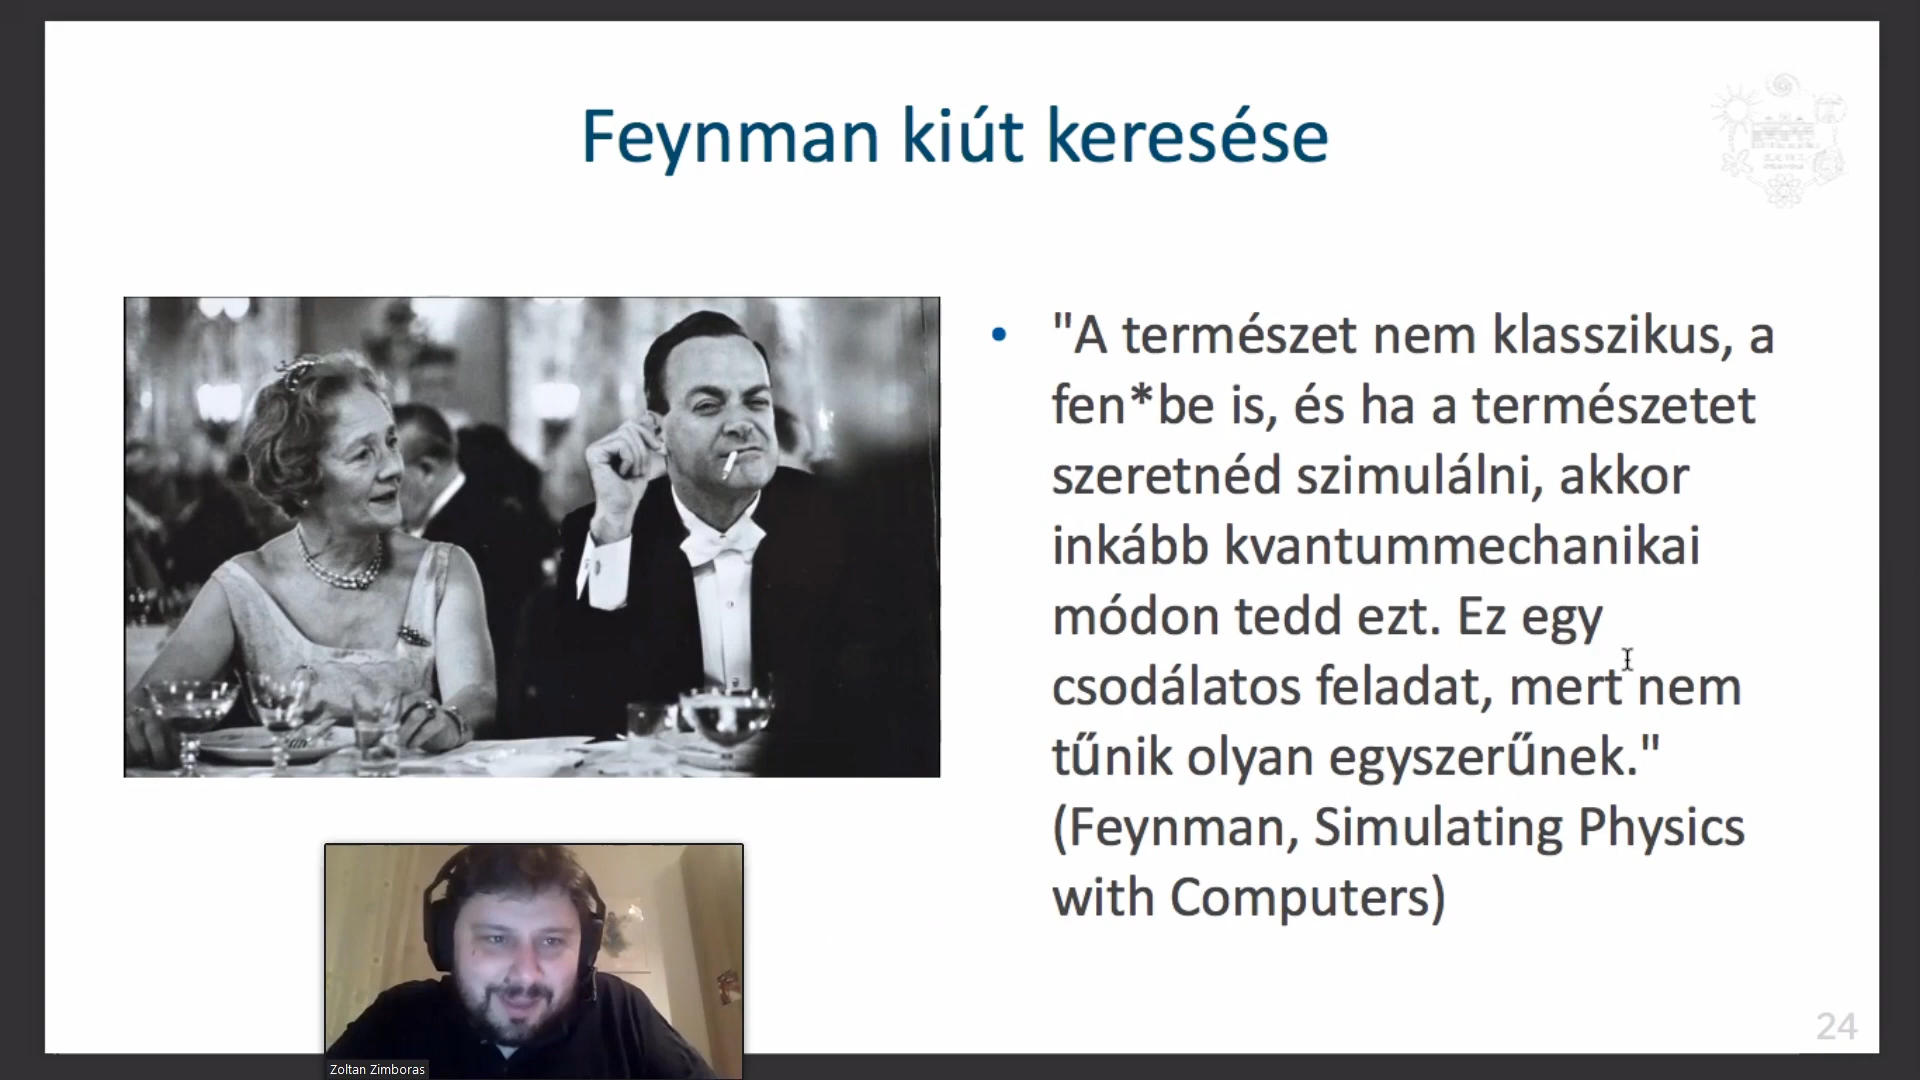 Feynman kiút keresése
• "A természet nem klasszikus, a
fen*be is, és ha a természetet
szeretnéd szimulálni, akkor
inkább kvantummechanikai
módon tedd ezt. Ez egy
csodálatos feladat, mert nem
tűnik olyan egyszerűnek."
(Feynman, Simulating Physics
with Computers)
Zoltan Zimboras
24